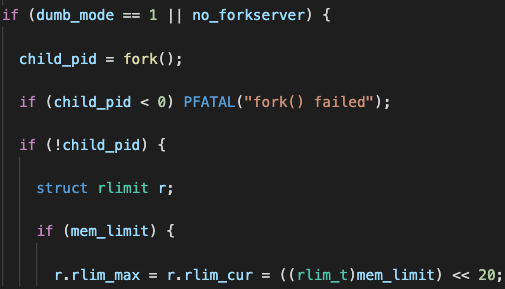 if (dumb_mode == 1 || no_forkserver) {
child_pid = fork();
if (child_pid < 0) PFATAL("fork() failed");
if (!child_pid) {
struct rlimit r;
if (mem_limit) {
r.rlim_max = r.rlim_cur = ((rlim_t)mem_limit) << 20;